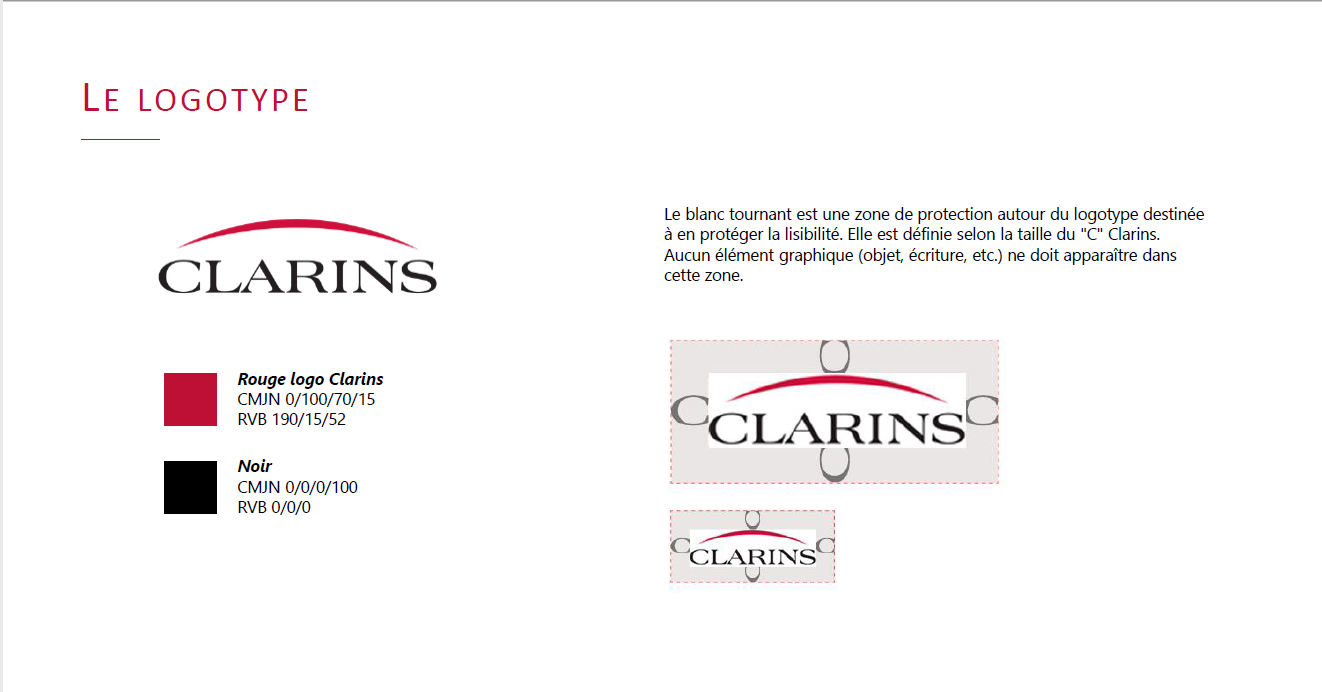 LE LOGOTYPE
CLARINS
Rouge logo Clarins
CMJN 0/100/70/15
RVB 190/15/52
Noir
CMJN 0/0/0/100
RVB 0/0/0
Le blanc tournant est une zone de protection autour du logotype destinée
à en protéger la lisibilité. Elle est définie selon la taille du "C" Clarins.
Aucun élément graphique (objet, écriture, etc.) ne doit apparaître dans
cette zone.
C
C CLARINS C
C
C
C CLARINS C
C